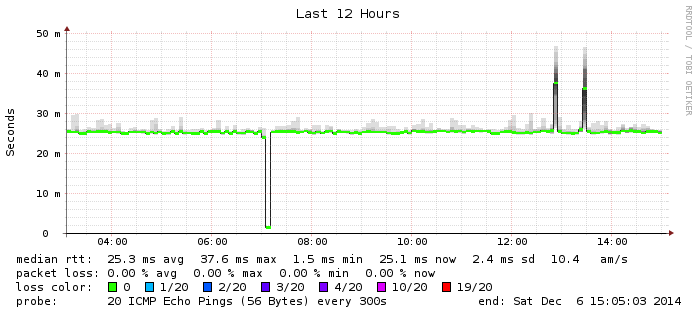 Last 12 Hours
RRDTOOL / TOBI OETIKER
Seconds
50 m
40 m
30 m
20 m
10 m
0
04:00 06:00 08:00 10:00 12:00 14:00
median rtt: 25.3 ms avg 37.6 ms max 1.5 ms min 25.1 ms now 2.4 ms sd 10.4 am/s
packet loss: 0.00 % avg 0.00 % max 0.00 % min 0.00 % now
loss color: 0 1/20 2/20 3/20 4/20 10/20 19/20
probe: 20 ICMP Echo Pings (56 Bytes) every 300s end: Sat Dec 6 15:05:03 2014